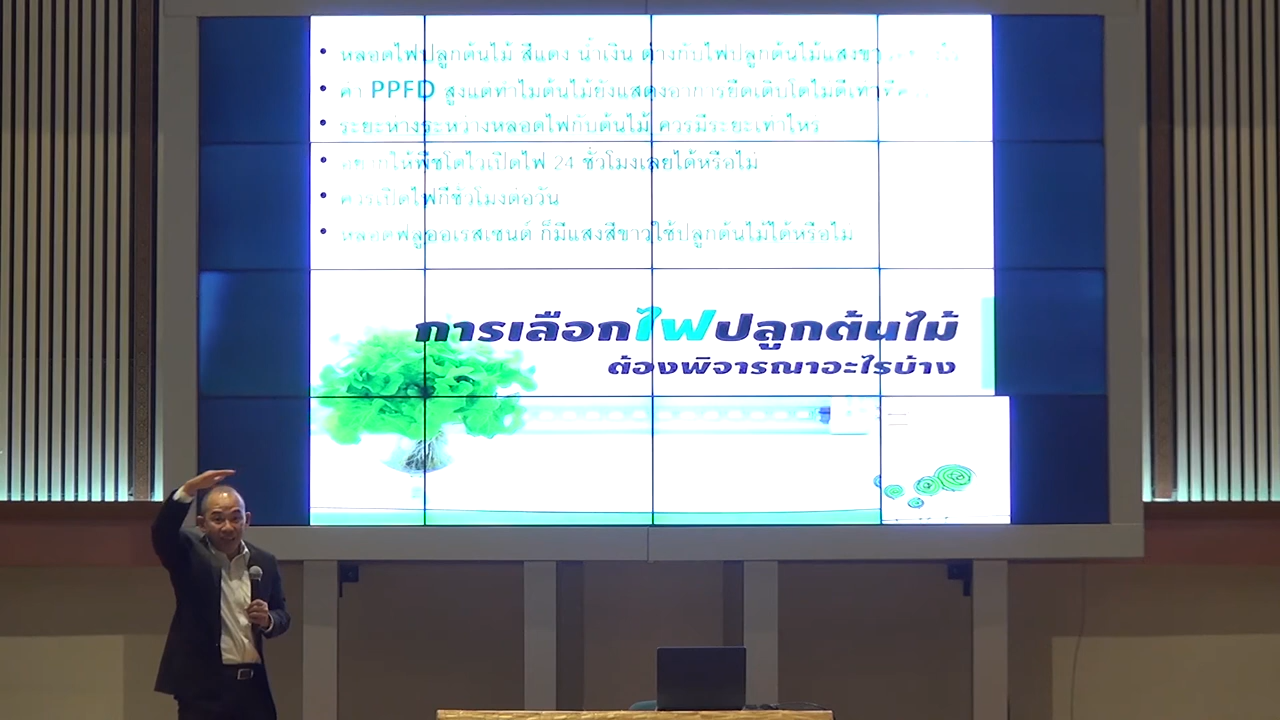 หลอดไฟปลูกต้นไม้ สีแดง น้ำเงิน ต่างกับไฟปลูกต้นไม้แสงขาว
ค่า PPFD สูงแต่ทำไมต้นไม้ยังแสดงอาการยืดเติบโตไม่ดีเท่าที่
ระยะห่างระหว่างหลอดไฟกับต้นไม้ ควรมีระยะเท่าไหร่
อยากให้พืชโตไวเปิดไฟ 24 ชั่วโมงเลยได้หรือไม่
ควรเปิดไฟกี่ชั่วโมงต่อวัน
หลอดฟลูออเรสเซนต์ ก็มีแสงสีขาวใช้ปลูกต้นไม้ได้หรือไม่
การเลือกไฟปลูกต้นไม้
ต้องพิจารณาอะไรบ้าง